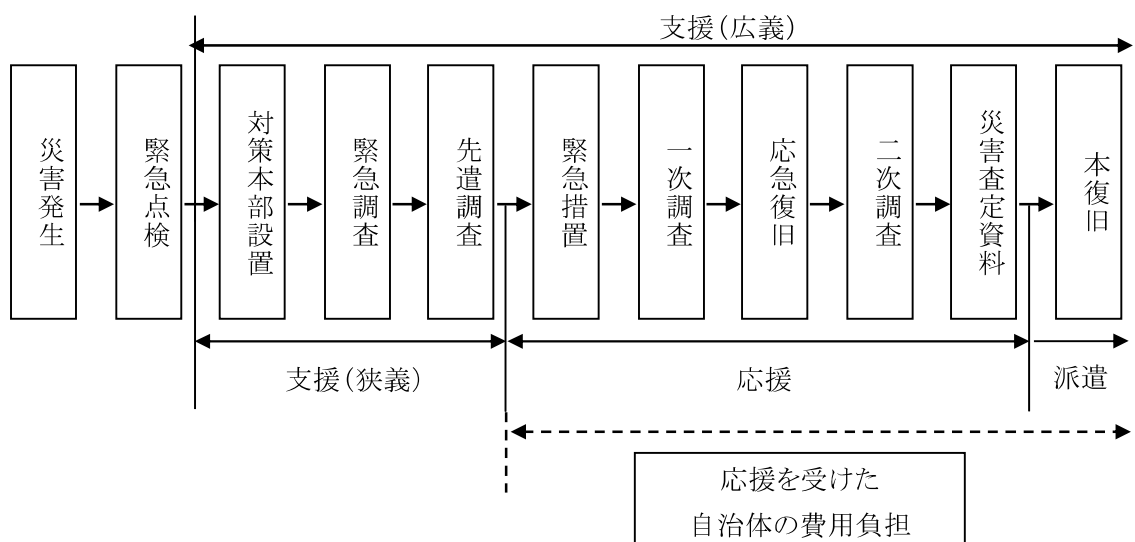 支援（広義）
災害発生
緊急点検
対策本部設置
緊急調査
先遣調査
緊急措置
一次調査
応急復旧
二次調査
災害査定資料
本復旧
支援（狭義）
応援
派遣
応援を受けた
自治体の費用負担